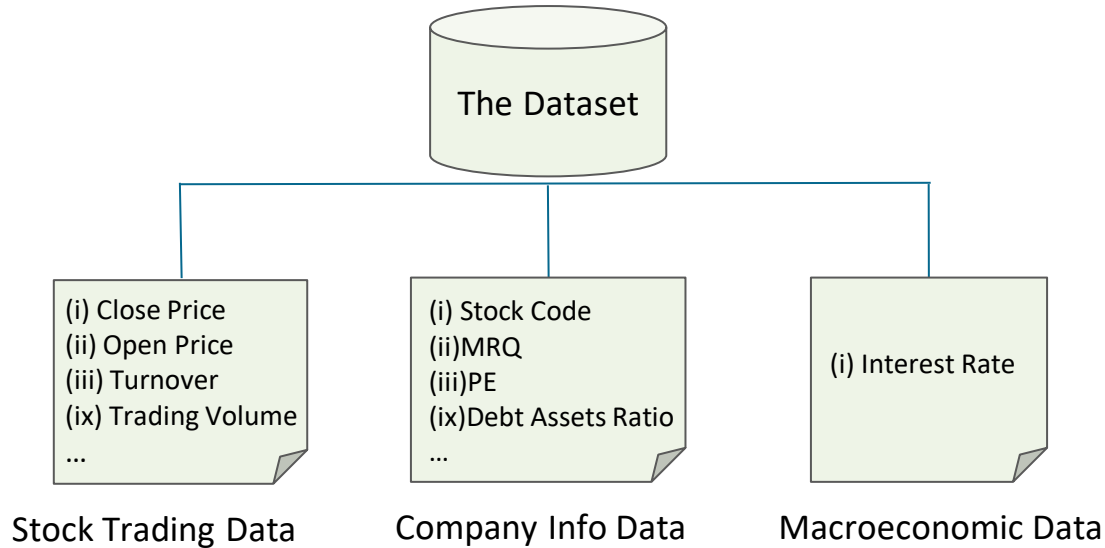 The Dataset
(i) Close Price
(ii) Open Price
(iii) Turnover
(ix) Trading Volume
...
Stock Trading Data
(i) Stock Code
(ii)MRQ
(iii)PE
(ix)Debt Assets Ratio
...
Company Info Data
(i) Interest Rate
Macroeconomic Data